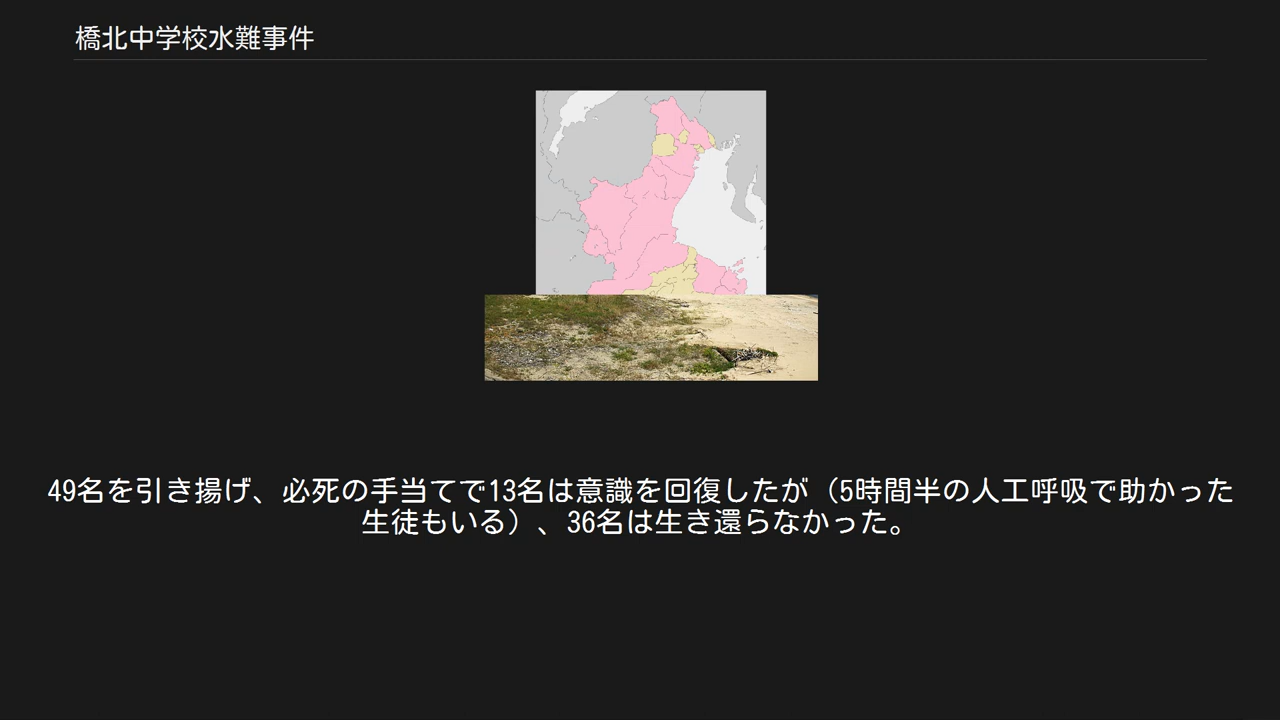 橋北中学校水難事件
49名を引き揚げ、必死の手当てで13名は意識を回復したが（5時間半の人工呼吸で助かった
生徒もいる）、36名は生き還らなかった。